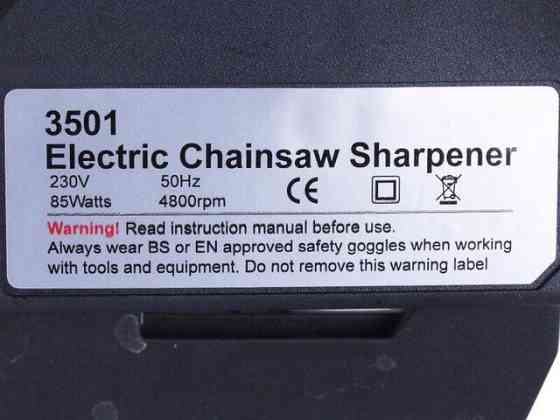 3501
Electric Chainsaw Sharpener
230V 50Hz
85Watts 4800rpm
CE
Warning! Read instruction manual before use.
Always wear BS or EN approved safety goggles when working
with tools and equipment. Do not remove this warning label